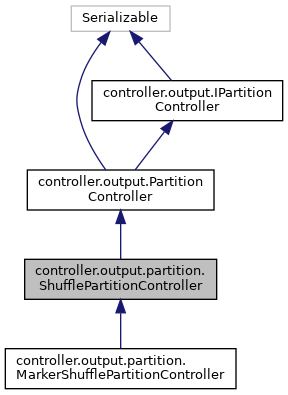 Serializable
controller.output.IPartition
Controller
controller.output.Partition
Controller
controller.output.partition.
ShufflePartitionController
controller.output.partition.
MarkerShufflePartitionController